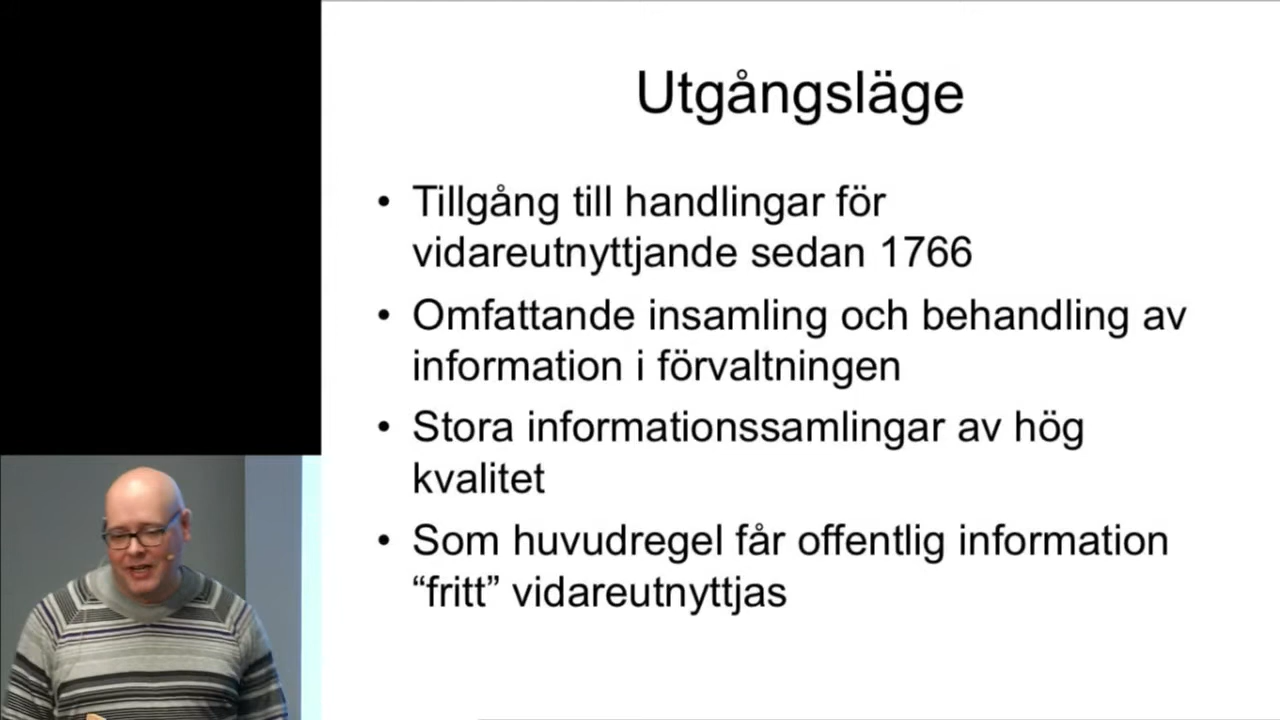 Utgångsläge
• Tillgång till handlingar för
vidareutnyttjande sedan 1766
• Omfattande insamling och behandling av
information i förvaltningen
• Stora informationssamlingar av hög
kvalitet
• Som huvudregel får offentlig information
“fritt” vidareutnyttjas